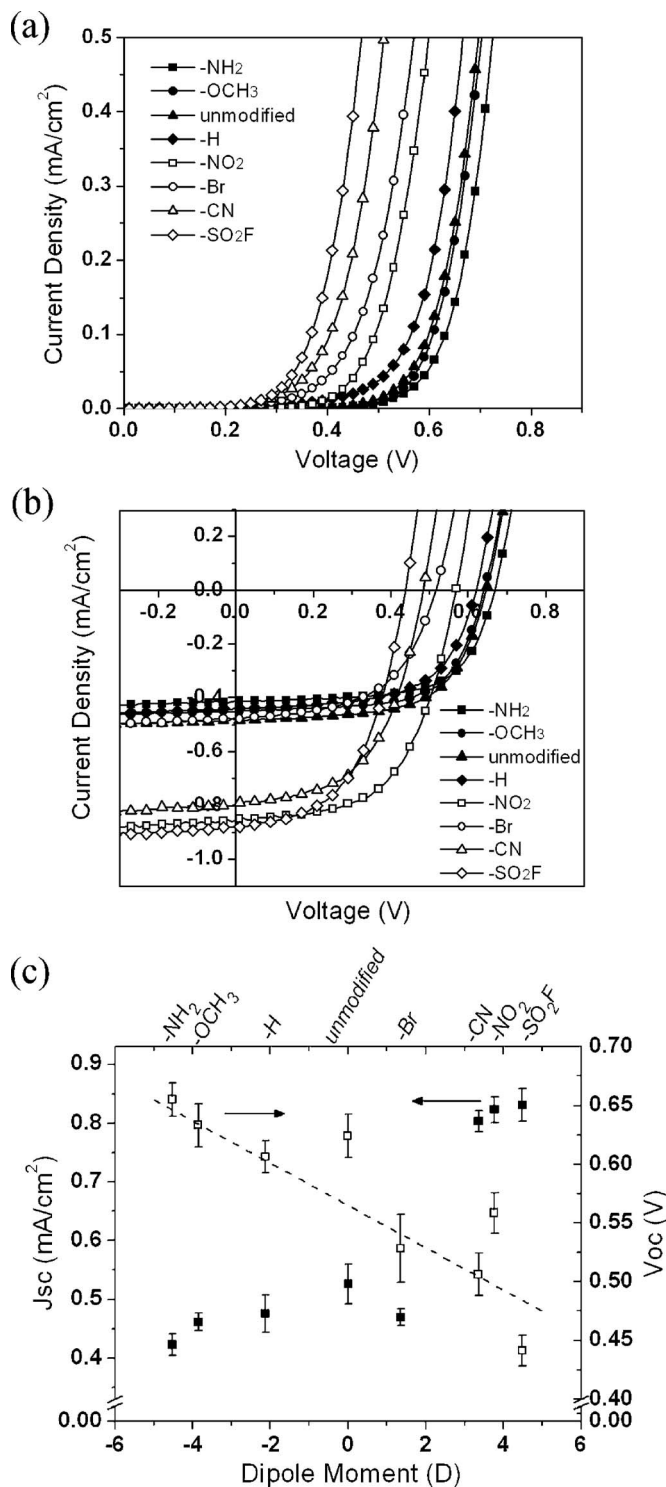 (a)
0.5
0.4
0.3
0.2
0.1
0.0
Current Density (mA/cm²)
-NH₂
-OCH₃
unmodified
-H
-NO₂
-Br
-CN
-SO₂F
0.0 0.2 0.4 0.6 0.8
Voltage (V)
(b)
0.2
0.0
-0.2
-0.4
-0.6
-0.8
-1.0
Current Density (mA/cm²)
-0.2 0.0 0.2 0.4 0.6 0.8
-NH₂
-OCH₃
unmodified
-H
-NO₂
-Br
-CN
-SO₂F
Voltage (V)
(c)
-NH₂ -OCH₃ -H unmodified -Br -CN -NO₂ -SO₂F
0.9
0.8
0.7
0.6
0.5
0.4
0.00
Jsc (mA/cm²)
0.70
0.65
0.60
0.55
0.50
0.45
0.40
0.00
Voc (V)
-6 -4 -2 0 2 4 6
Dipole Moment (D)